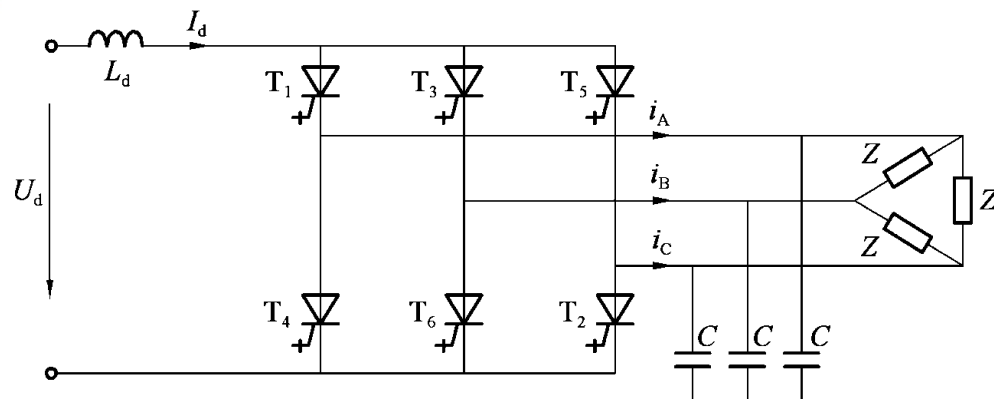 I_d
L_d
T_1
T_3
T_5
i_A
Z
U_d
i_B
Z
Z
i_C
T_4
T_6
T_2
C
C
C